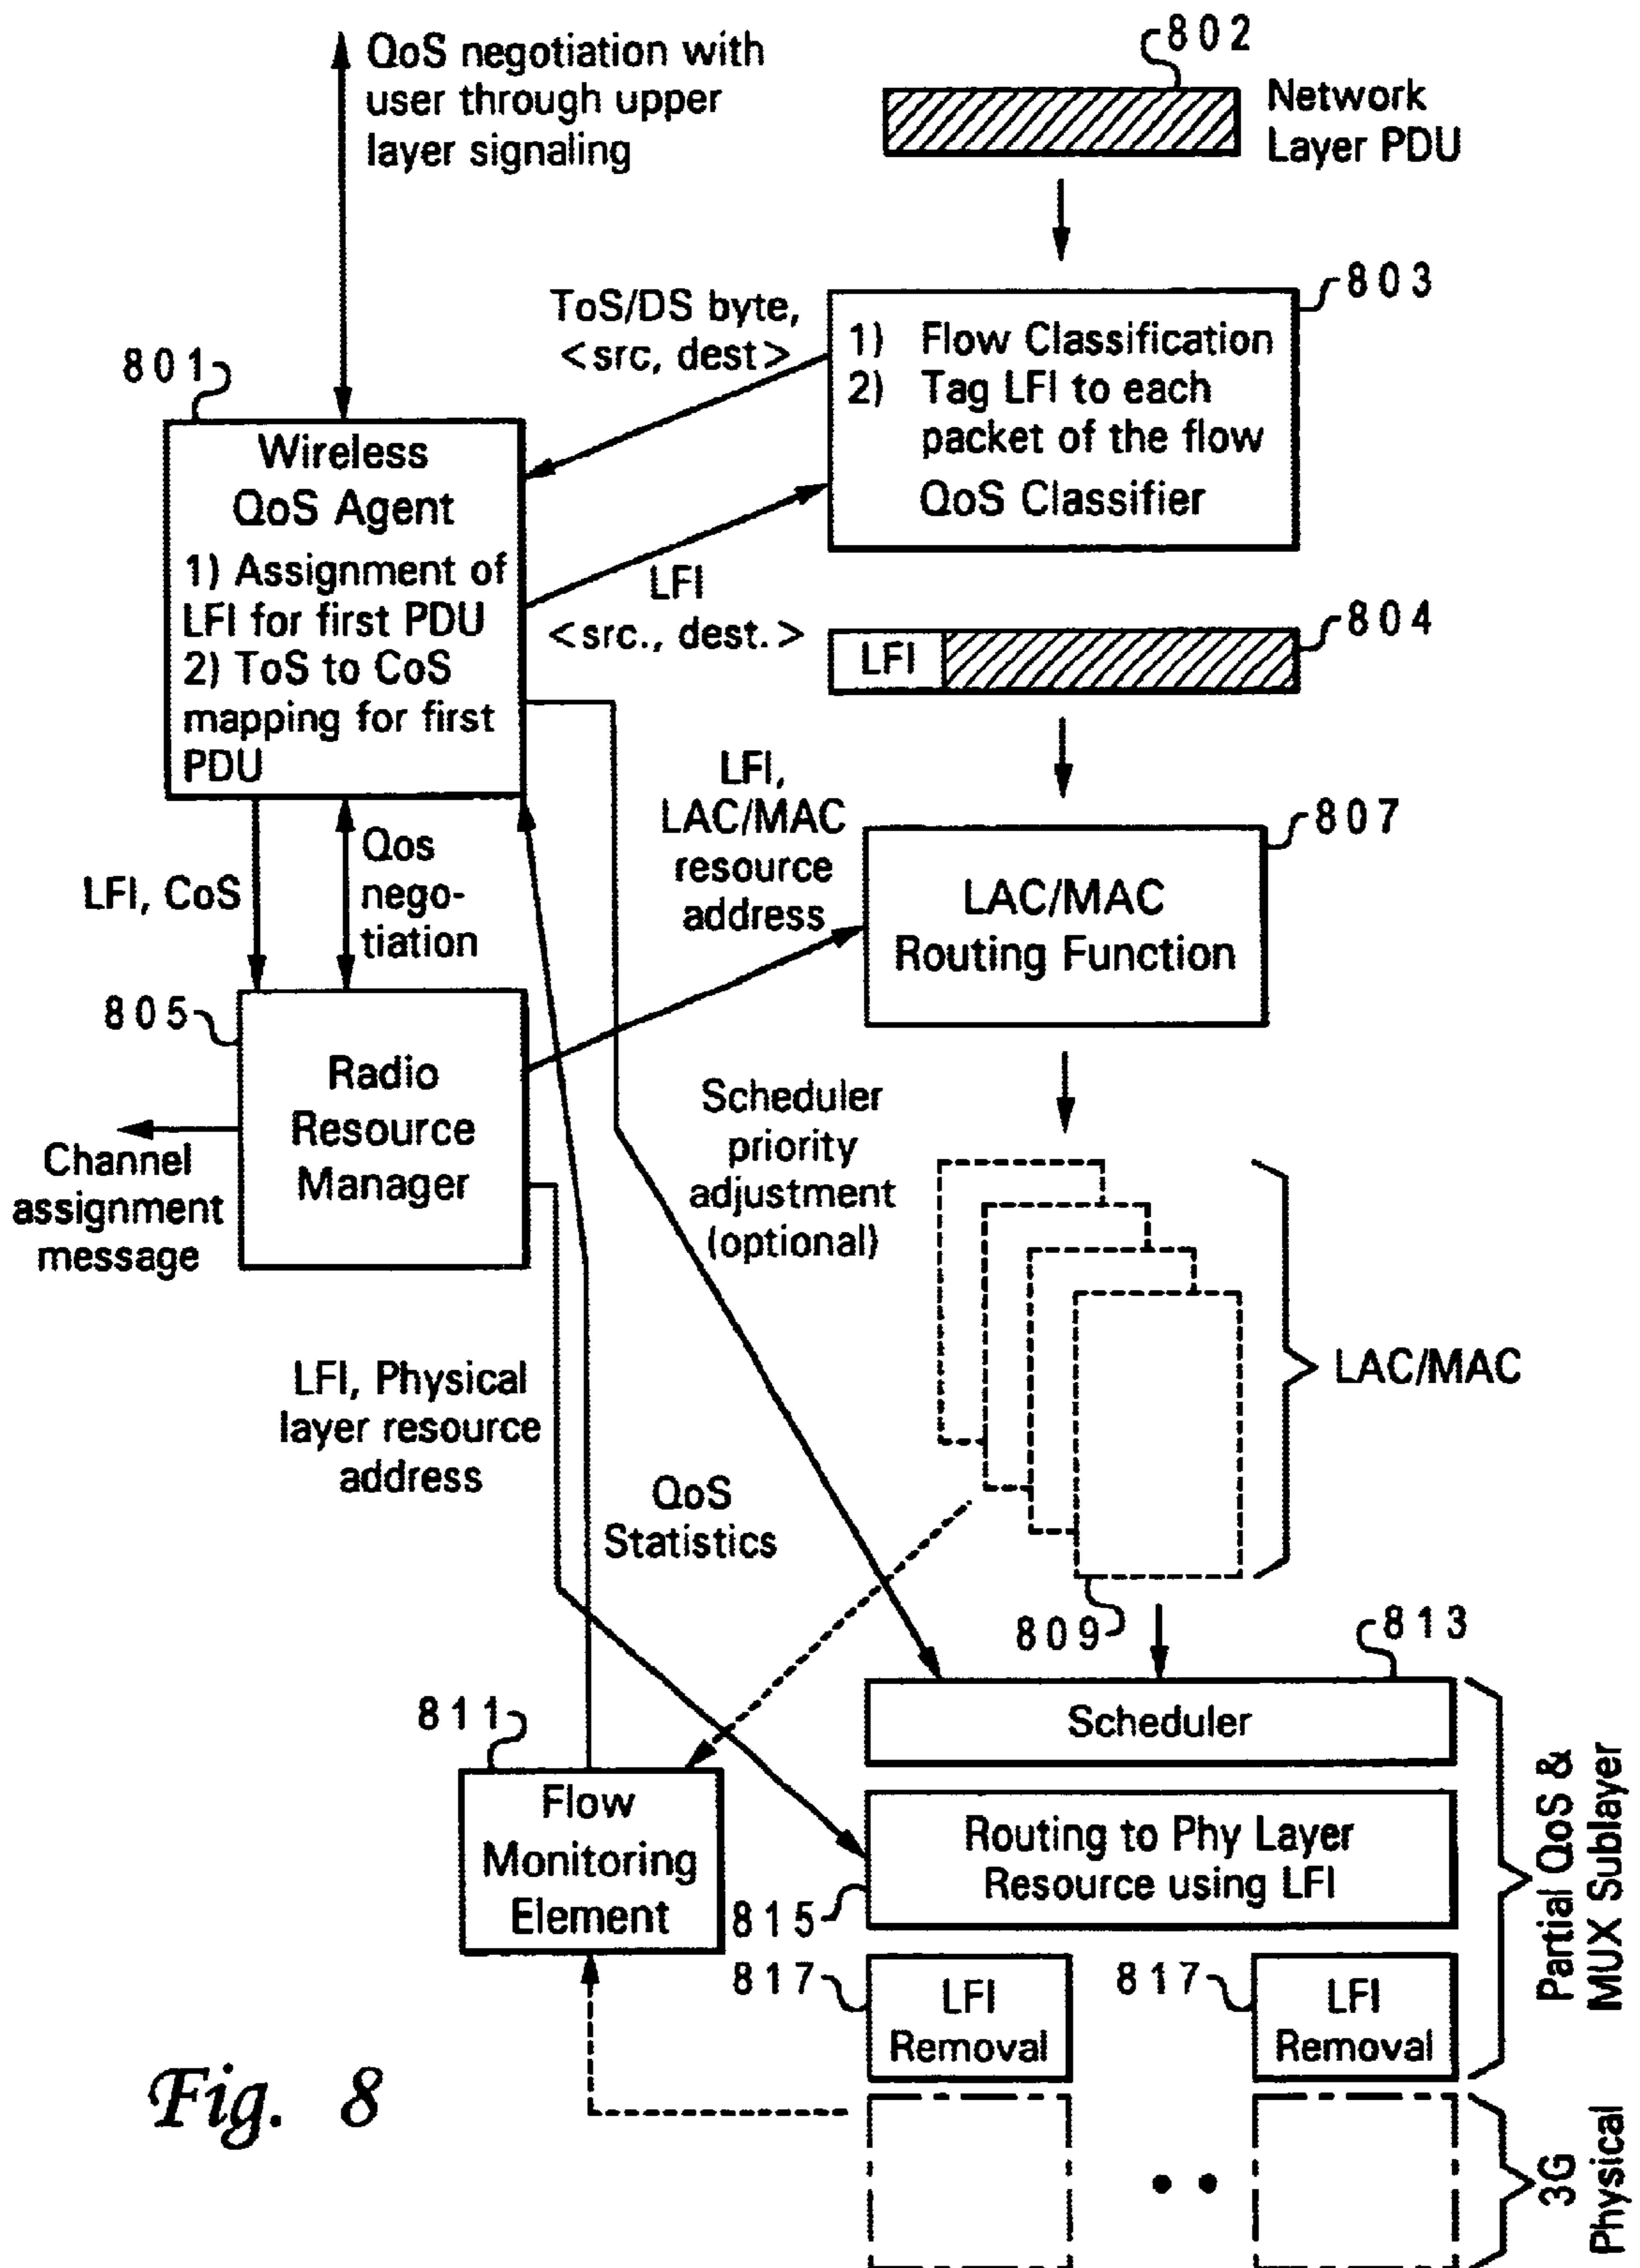 QoS negotiation with
user through upper
layer signaling
802
Network
Layer PDU
803
ToS/DS byte,
<src, dest>
1) Flow Classification
2) Tag LFI to each
packet of the flow
QoS Classifier
801
Wireless
QoS Agent
1) Assignment of
LFI for first PDU
2) ToS to CoS
mapping for first
PDU
LFI
<src., dest.>
804
LFI
LFI,
LAC/MAC
resource
address
807
LAC/MAC
Routing Function
LFI, CoS
Qos
nego-
tiation
805
Radio
Resource
Manager
Channel
assignment
message
Scheduler
priority
adjustment
(optional)
LAC/MAC
809
LFI, Physical
layer resource
address
QoS
Statistics
813
Scheduler
811
Flow
Monitoring
Element
Routing to Phy Layer
Resource using LFI
815
817
LFI
Removal
817
LFI
Removal
Partial QoS &
MUX Sublayer
3G
Physical
Fig. 8